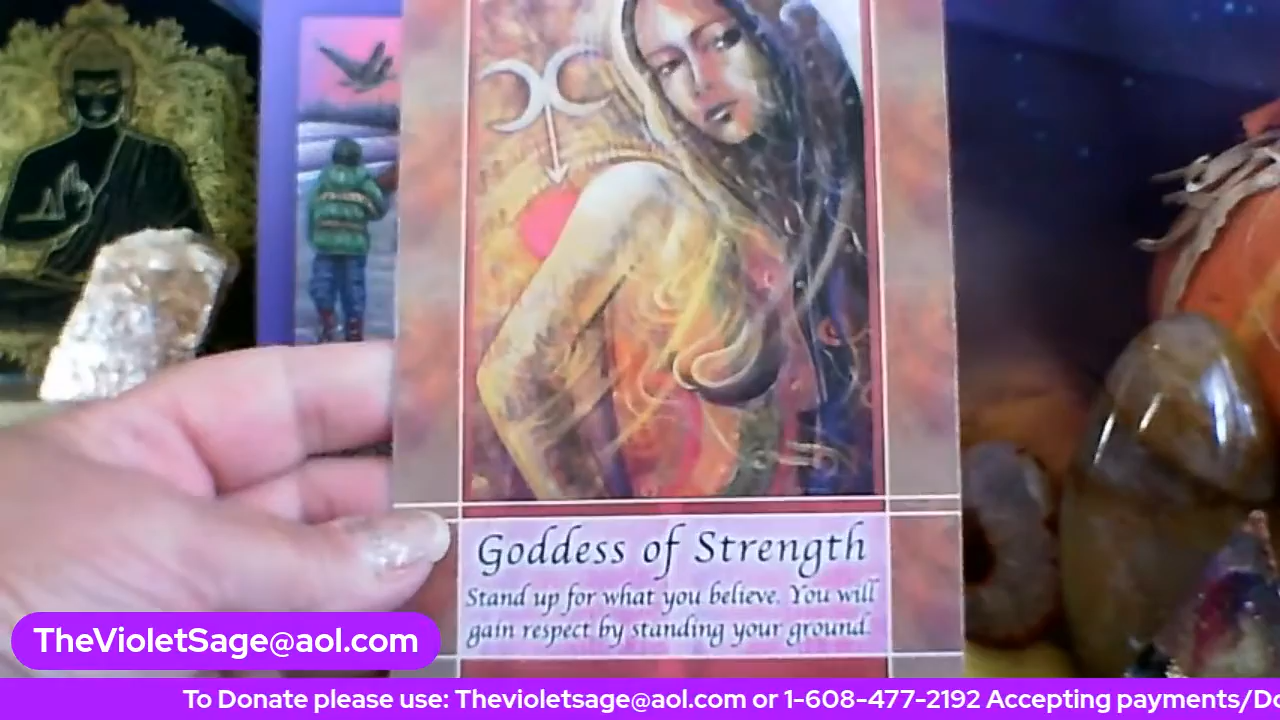 Goddess of Strength
Stand up for what you believe. You will
gain respect by standing your ground.
TheVioletSage@aol.com
To Donate please use: Thevioletsage@aol.com or 1-608-477-2192 Accepting payments/Do